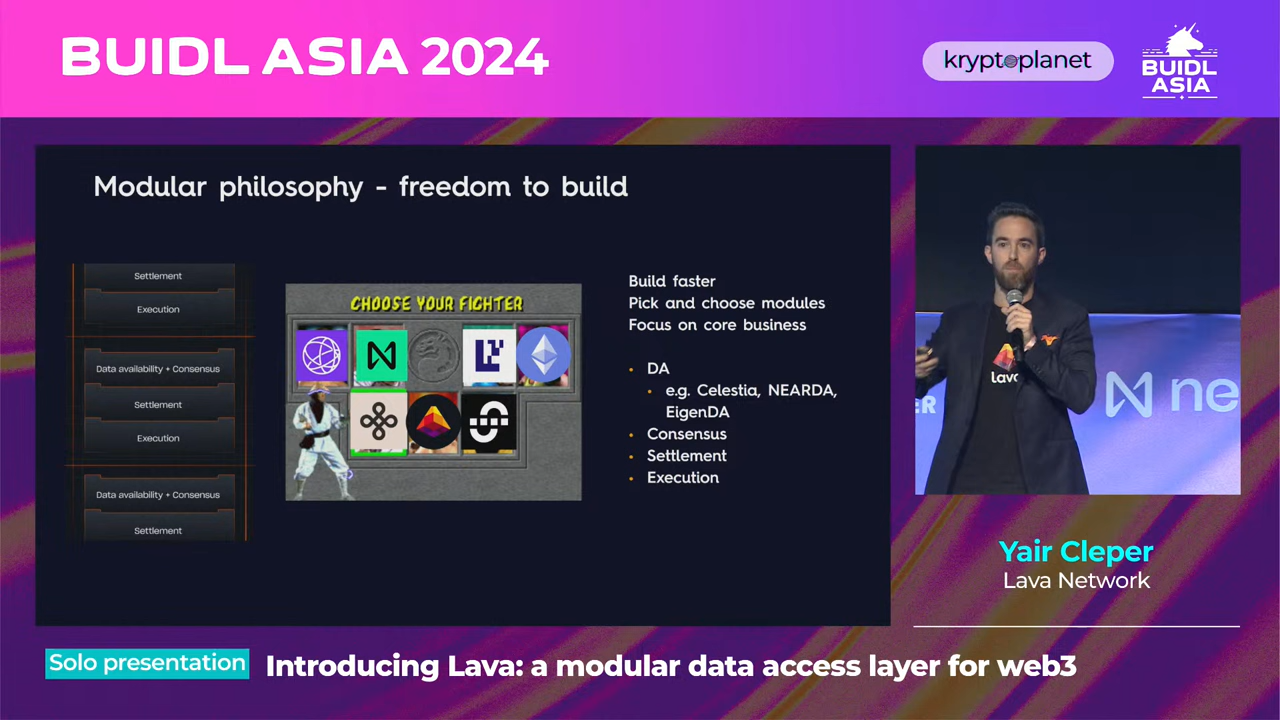 BUIDL ASIA 2024
kryptoplanet
BUIDL
ASIA
Modular philosophy - freedom to build
Settlement
Execution
Data availability + Consensus
Settlement
Execution
Data availability + Consensus
Settlement
CHOOSE YOUR FIGHTER
Build faster
Pick and choose modules
Focus on core business
• DA
• e.g. Celestia, NEARDA,
EigenDA
• Consensus
• Settlement
• Execution
lava
ER
ne
Yair Cleper
Lava Network
Solo presentation
Introducing Lava: a modular data access layer for web3